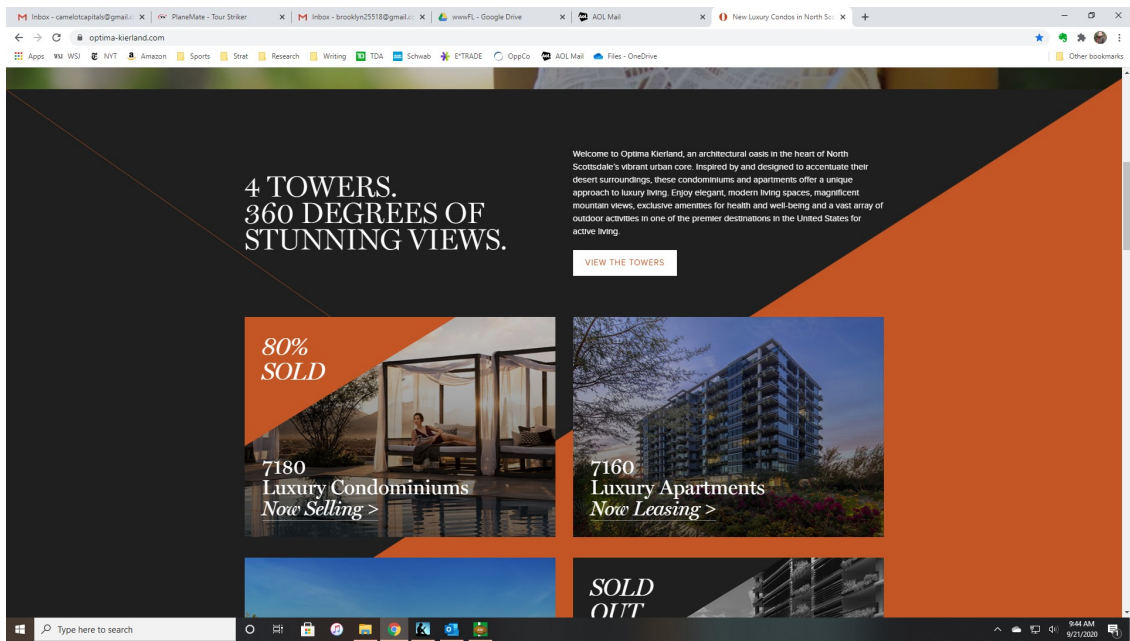 Inbox - camelotcapitals@gmail.c
PlaneMate - Tour Striker
Inbox - brooklyn25518@gmail.c
wwwFL - Google Drive
AOL Mail
New Luxury Condos in North Sc
optima-kierland.com
Apps
WSJ WSJ
NYT
Amazon
Sports
Strat
Research
Writing
TDA
Schwab
E*TRADE
OppCo
AOL Mail
Files - OneDrive
Other bookmarks
4 TOWERS.
360 DEGREES OF
STUNNING VIEWS.
Welcome to Optima Kierland, an architectural oasis in the heart of North
Scottsdale's vibrant urban core. Inspired by and designed to accentuate their
desert surroundings, these condominiums and apartments offer a unique
approach to luxury living. Enjoy elegant, modern living spaces, magnificent
mountain views, exclusive amenities for health and well-being and a vast array of
outdoor activities in one of the premier destinations in the United States for
active living.
VIEW THE TOWERS
80%
SOLD
7180
Luxury Condominiums
Now Selling >
7160
Luxury Apartments
Now Leasing >
SOLD
OUT
Type here to search
9:44 AM
9/21/2020